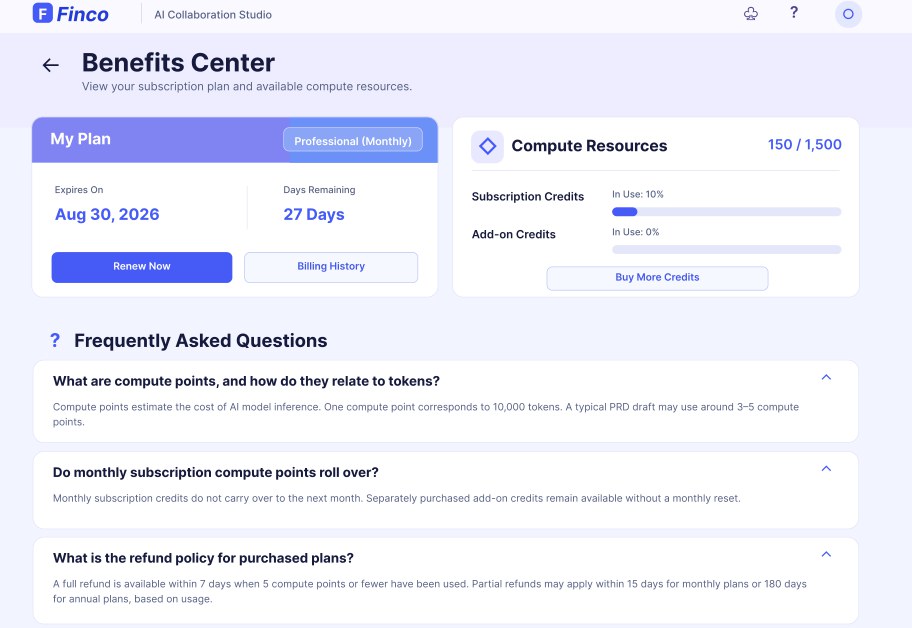 F Finco
AI Collaboration Studio
?
Benefits Center
View your subscription plan and available compute resources.
My Plan
Professional (Monthly)
Expires On
Aug 30, 2026
Days Remaining
27 Days
Renew Now
Billing History
Compute Resources
150 / 1,500
Subscription Credits
In Use: 10%
Add-on Credits
In Use: 0%
Buy More Credits
? Frequently Asked Questions
What are compute points, and how do they relate to tokens?
Compute points estimate the cost of AI model inference. One compute point corresponds to 10,000 tokens. A typical PRD draft may use around 3–5 compute
points.
Do monthly subscription compute points roll over?
Monthly subscription credits do not carry over to the next month. Separately purchased add-on credits remain available without a monthly reset.
What is the refund policy for purchased plans?
A full refund is available within 7 days when 5 compute points or fewer have been used. Partial refunds may apply within 15 days for monthly plans or 180 days
for annual plans, based on usage.